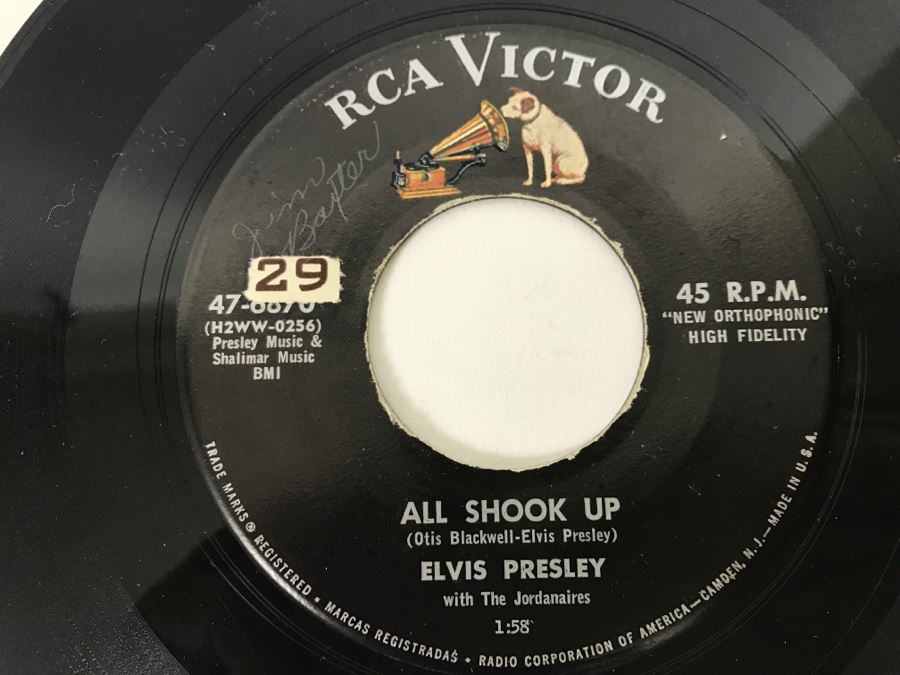 RCA VICTOR
Jim
Baxter
29
47-6870
(H2WW-0256)
Presley Music &
Shalimar Music
BMI
45 R.P.M.
"NEW ORTHOPHONIC"
HIGH FIDELITY
ALL SHOOK UP
(Otis Blackwell-Elvis Presley)
ELVIS PRESLEY
with The Jordanaires
1:58
TRADE MARKS ® REGISTERED • MARCAS REGISTRADAS • RADIO CORPORATION OF AMERICA—CAMDEN, N.J.—MADE IN U.S.A.